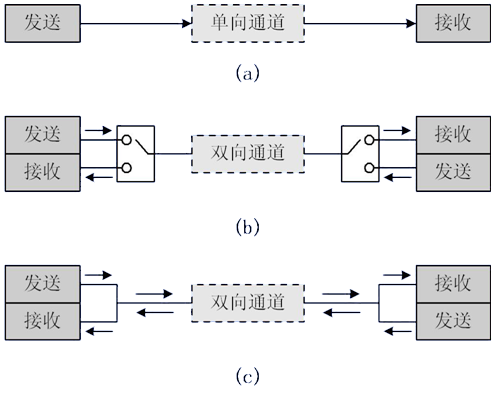 发送 单向通道 接收
(a)
发送 接收
双向通道
接收 发送
(b)
发送 接收
双向通道
接收 发送
(c)